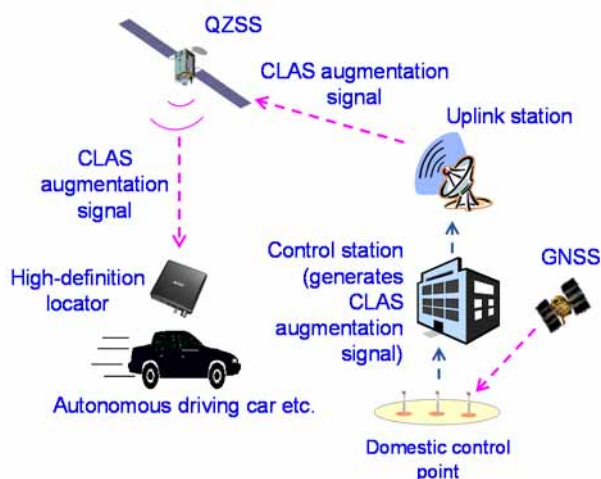 QZSS
CLAS augmentation
signal
Uplink station
CLAS
augmentation
signal
Control station
(generates
CLAS
augmentation
signal)
GNSS
High-definition
locator
Autonomous driving car etc.
Domestic control
point